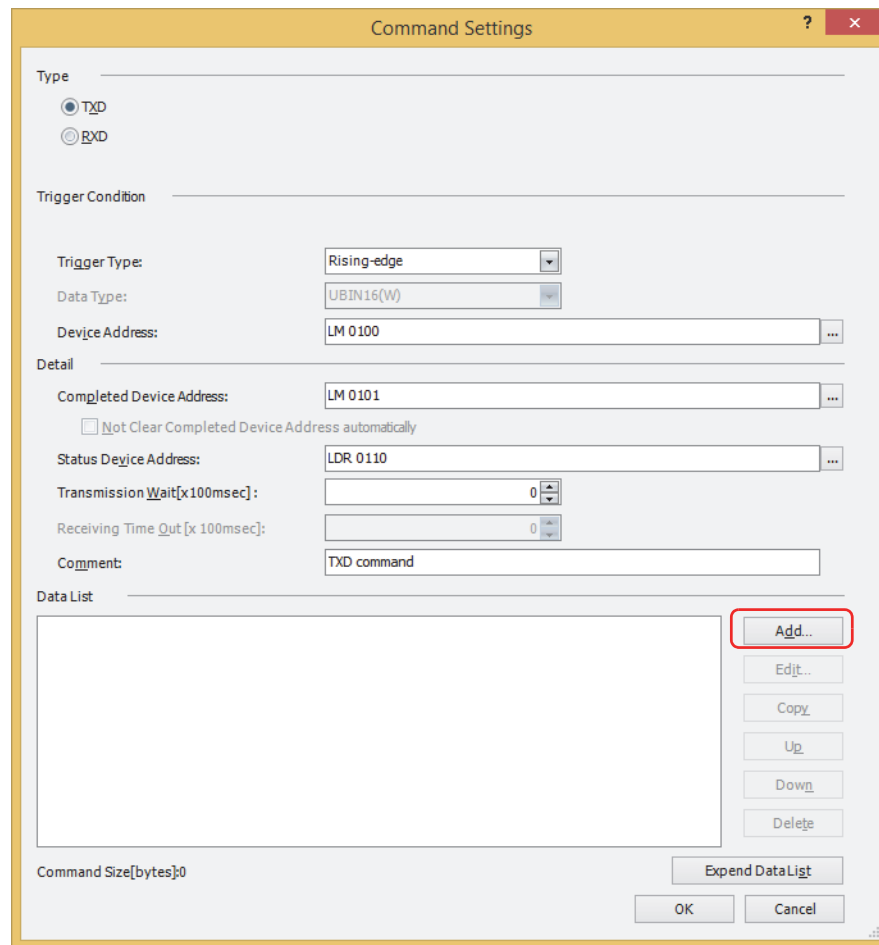 Command Settings ?
Type
TXD
RXD
Trigger Condition
Trigger Type: Rising-edge
Data Type: UBIN16(W)
Device Address: LM 0100 ...
Detail
Completed Device Address: LM 0101 ...
Not Clear Completed Device Address automatically
Status Device Address: LDR 0110 ...
Transmission Wait[x100msec] : 0
Receiving Time Out [x 100msec]: 0
Comment: TXD command
Data List
Add...
Edit...
Copy
Up
Down
Delete
Command Size[bytes]:0
Expend Data List
OK Cancel